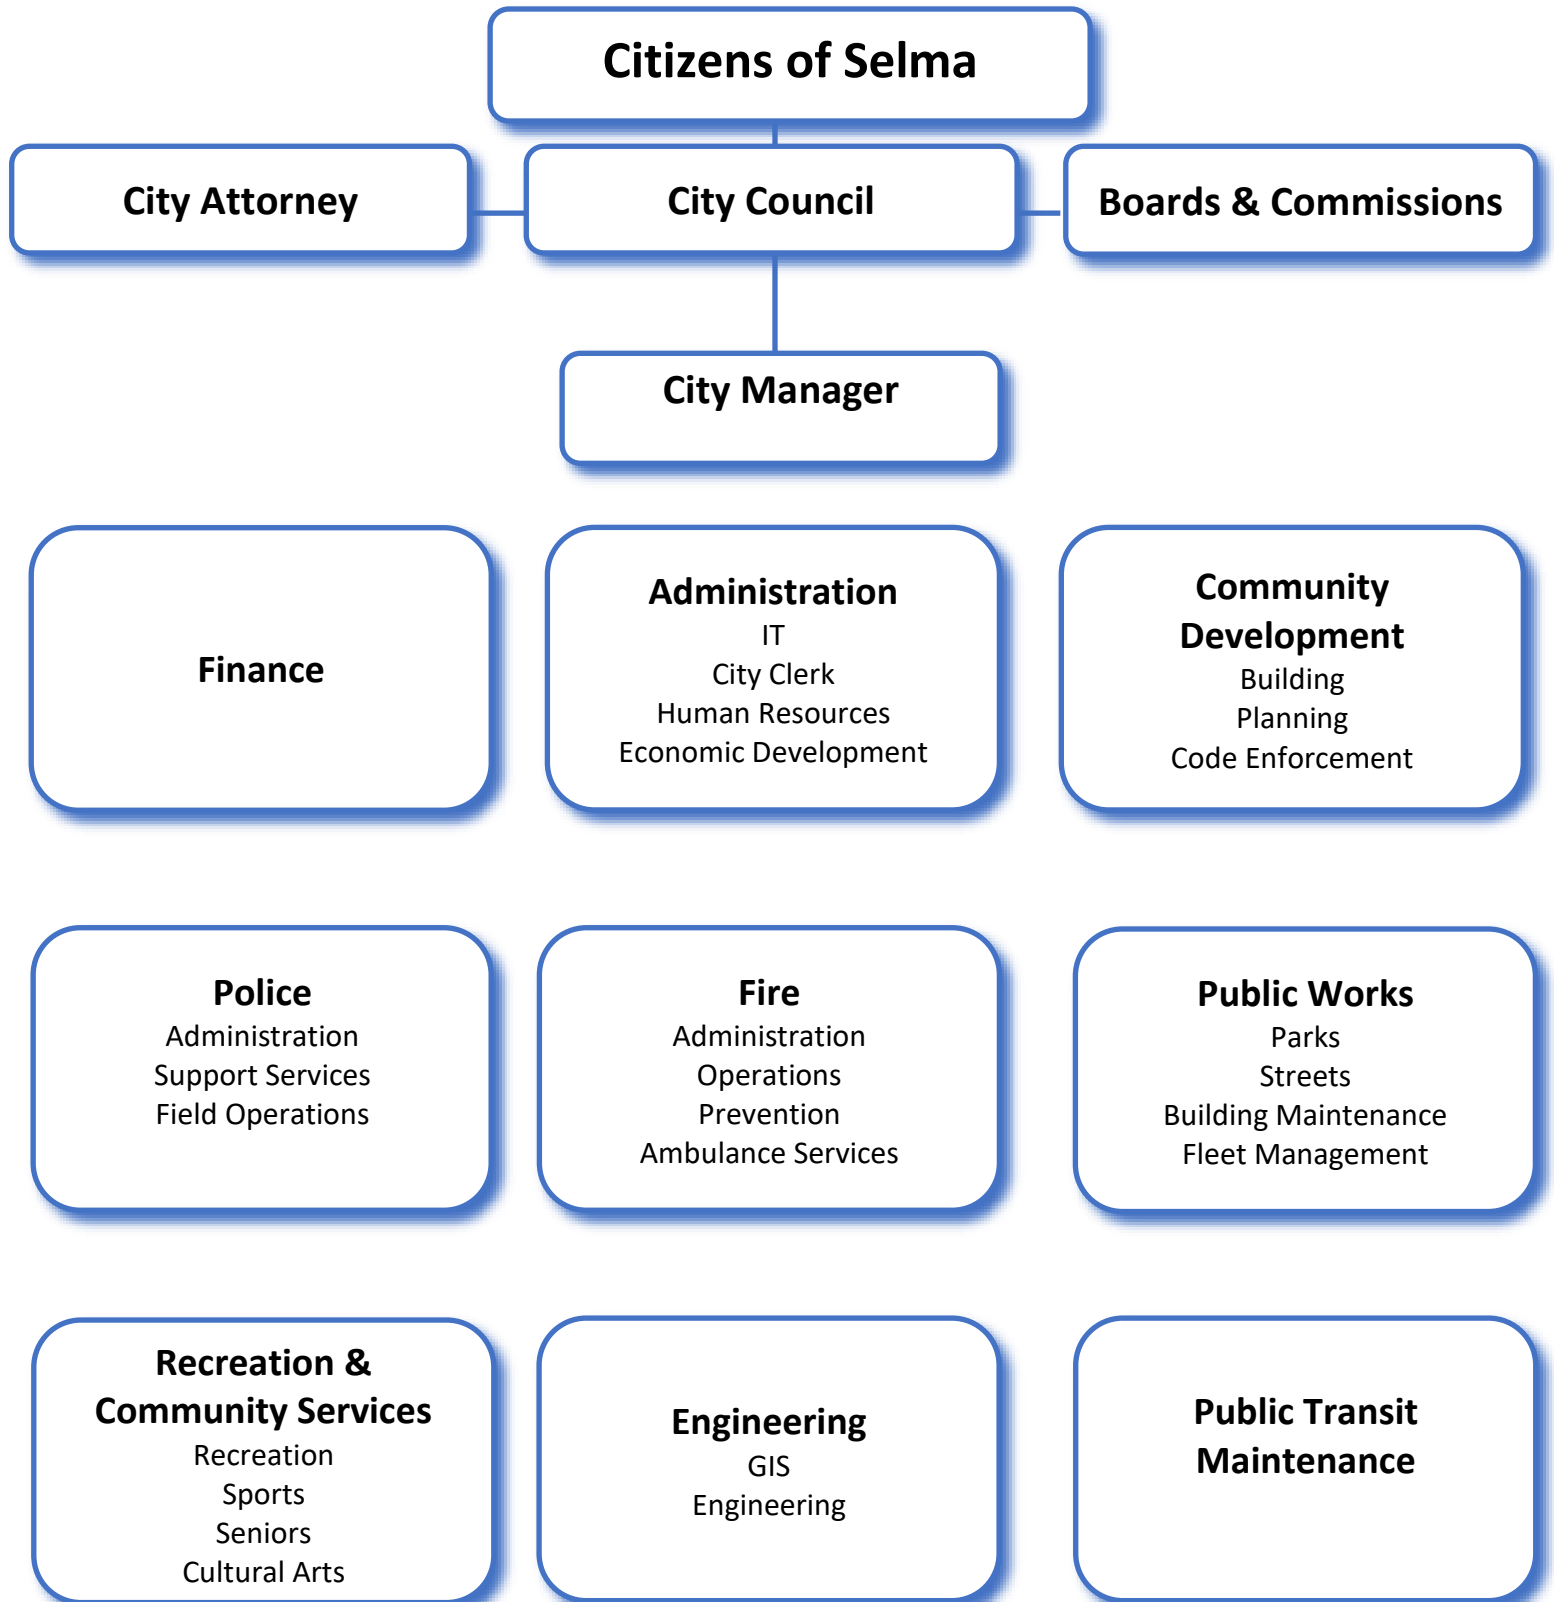 Citizens of Selma
City Attorney
City Council
Boards & Commissions
City Manager
Finance
Administration
IT
City Clerk
Human Resources
Economic Development
Community
Development
Building
Planning
Code Enforcement
Police
Administration
Support Services
Field Operations
Fire
Administration
Operations
Prevention
Ambulance Services
Public Works
Parks
Streets
Building Maintenance
Fleet Management
Recreation &
Community Services
Recreation
Sports
Seniors
Cultural Arts
Engineering
GIS
Engineering
Public Transit
Maintenance